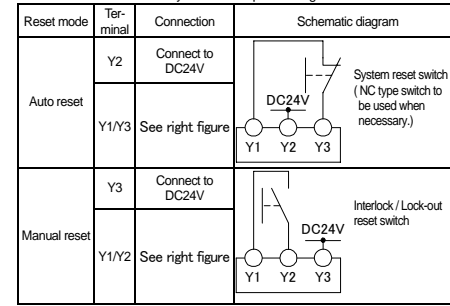 Reset mode
Ter-
minal
Connection
Schematic diagram
Auto reset
Y2
Connect to
DC24V
Y1/Y3
See right figure
DC24V
Y1 Y2 Y3
System reset switch
( NC type switch to
be used when
necessary.)
Manual reset
Y3
Connect to
DC24V
Y1/Y2
See right figure
DC24V
Y1 Y2 Y3
Interlock / Lock-out
reset switch